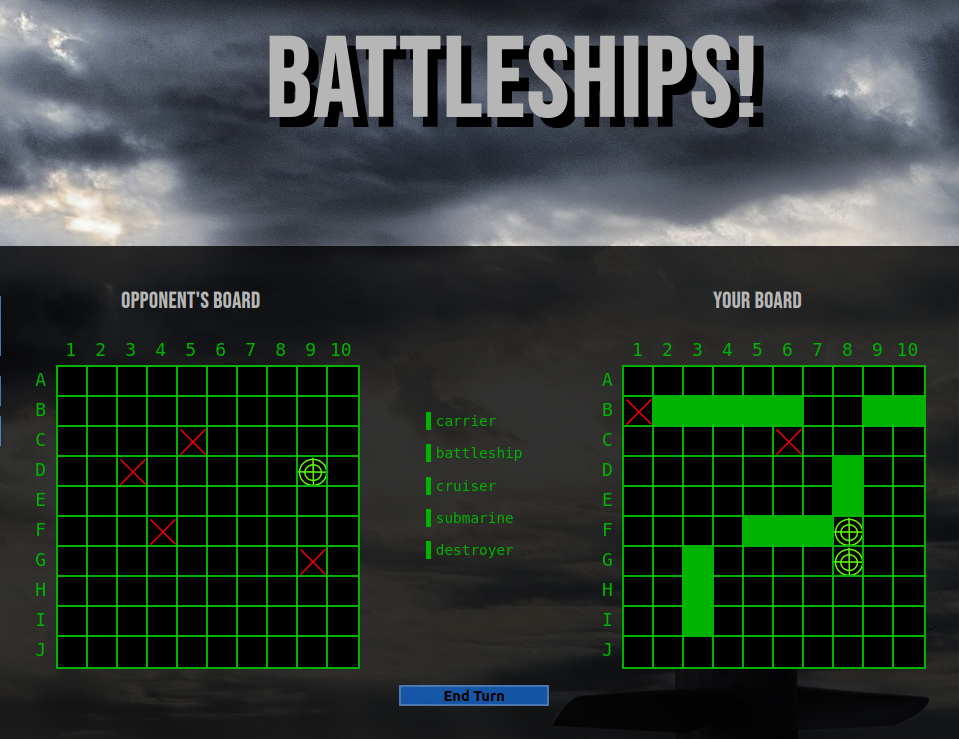 BATTLESHIPS!
OPPONENT'S BOARD
1 2 3 4 5 6 7 8 9 10
A
B
C
D
E
F
G
H
I
J
carrier
battleship
cruiser
submarine
destroyer
YOUR BOARD
1 2 3 4 5 6 7 8 9 10
A
B
C
D
E
F
G
H
I
J
End Turn